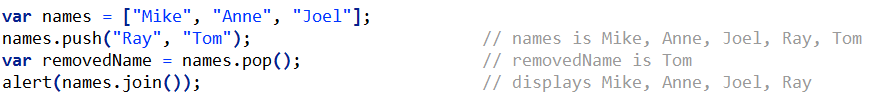 var names = ["Mike", "Anne", "Joel"];
names.push("Ray", "Tom"); // names is Mike, Anne, Joel, Ray, Tom
var removedName = names.pop(); // removedName is Tom
alert(names.join()); // displays Mike, Anne, Joel, Ray